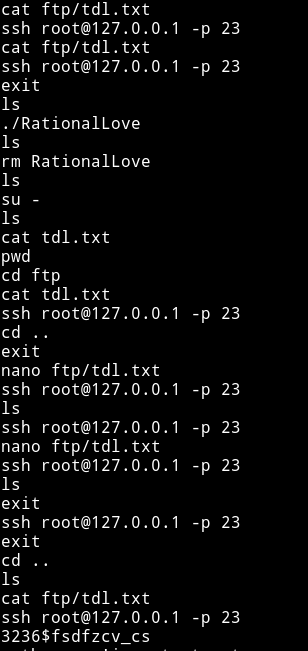 cat ftp/tdl.txt
ssh root@127.0.0.1 -p 23
cat ftp/tdl.txt
ssh root@127.0.0.1 -p 23
exit
ls
./RationalLove
ls
rm RationalLove
ls
su -
ls
cat tdl.txt
pwd
cd ftp
cat tdl.txt
ssh root@127.0.0.1 -p 23
cd ..
exit
nano ftp/tdl.txt
ssh root@127.0.0.1 -p 23
ls
ssh root@127.0.0.1 -p 23
nano ftp/tdl.txt
ssh root@127.0.0.1 -p 23
ls
exit
ssh root@127.0.0.1 -p 23
exit
cd ..
ls
cat ftp/tdl.txt
ssh root@127.0.0.1 -p 23
3236$fsdfzcv_cs